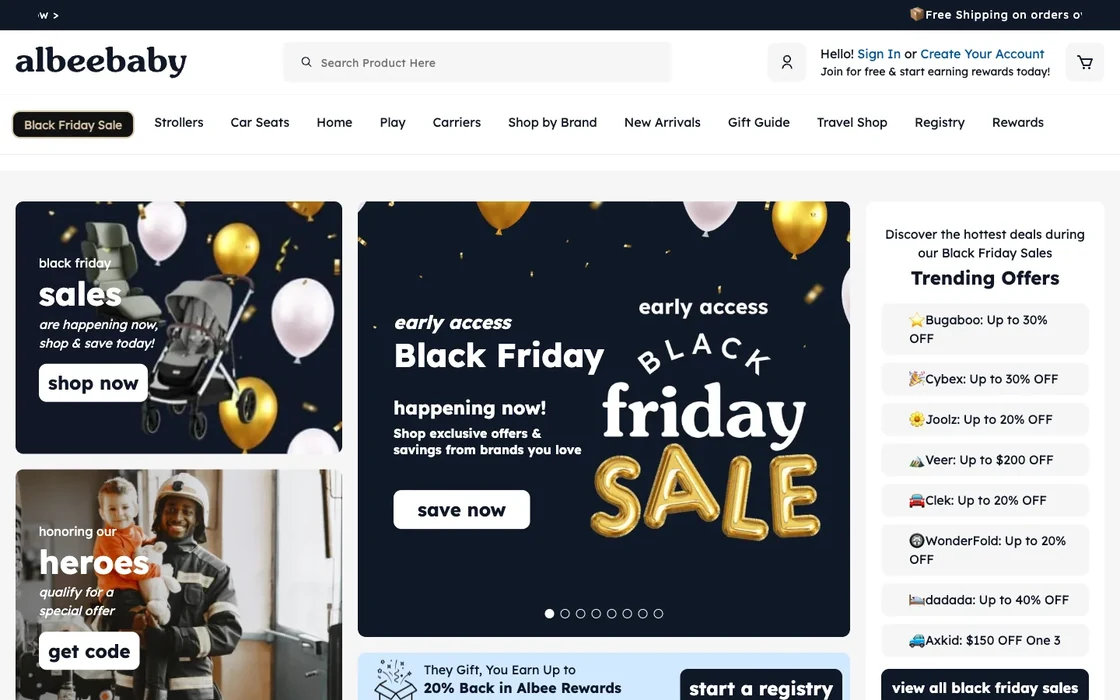 w >
Free Shipping on orders
albeebaby
Search Product Here
Hello! Sign In or Create Your Account
Join for free & start earning rewards today!
Black Friday Sale
Strollers
Car Seats
Home
Play
Carriers
Shop by Brand
New Arrivals
Gift Guide
Travel Shop
Registry
Rewards
black friday
sales
are happening now,
shop & save today!
shop now
honoring our
heroes
qualify for a
special offer
get code
early access
Black Friday
happening now!
Shop exclusive offers &
savings from brands you love
save now
early access
BLACK
friday
SALE
They Gift, You Earn Up to
20% Back in Albee Rewards
start a registry
Discover the hottest deals during
our Black Friday Sales
Trending Offers
⭐Bugaboo: Up to 30%
OFF
🎉Cybex: Up to 30% OFF
🌼Joolz: Up to 20% OFF
🏔️Veer: Up to $200 OFF
🚘Clek: Up to 20% OFF
🛞WonderFold: Up to 20%
OFF
🛏️dadada: Up to 40% OFF
🚙Axkid: $150 OFF One 3
view all black friday sales